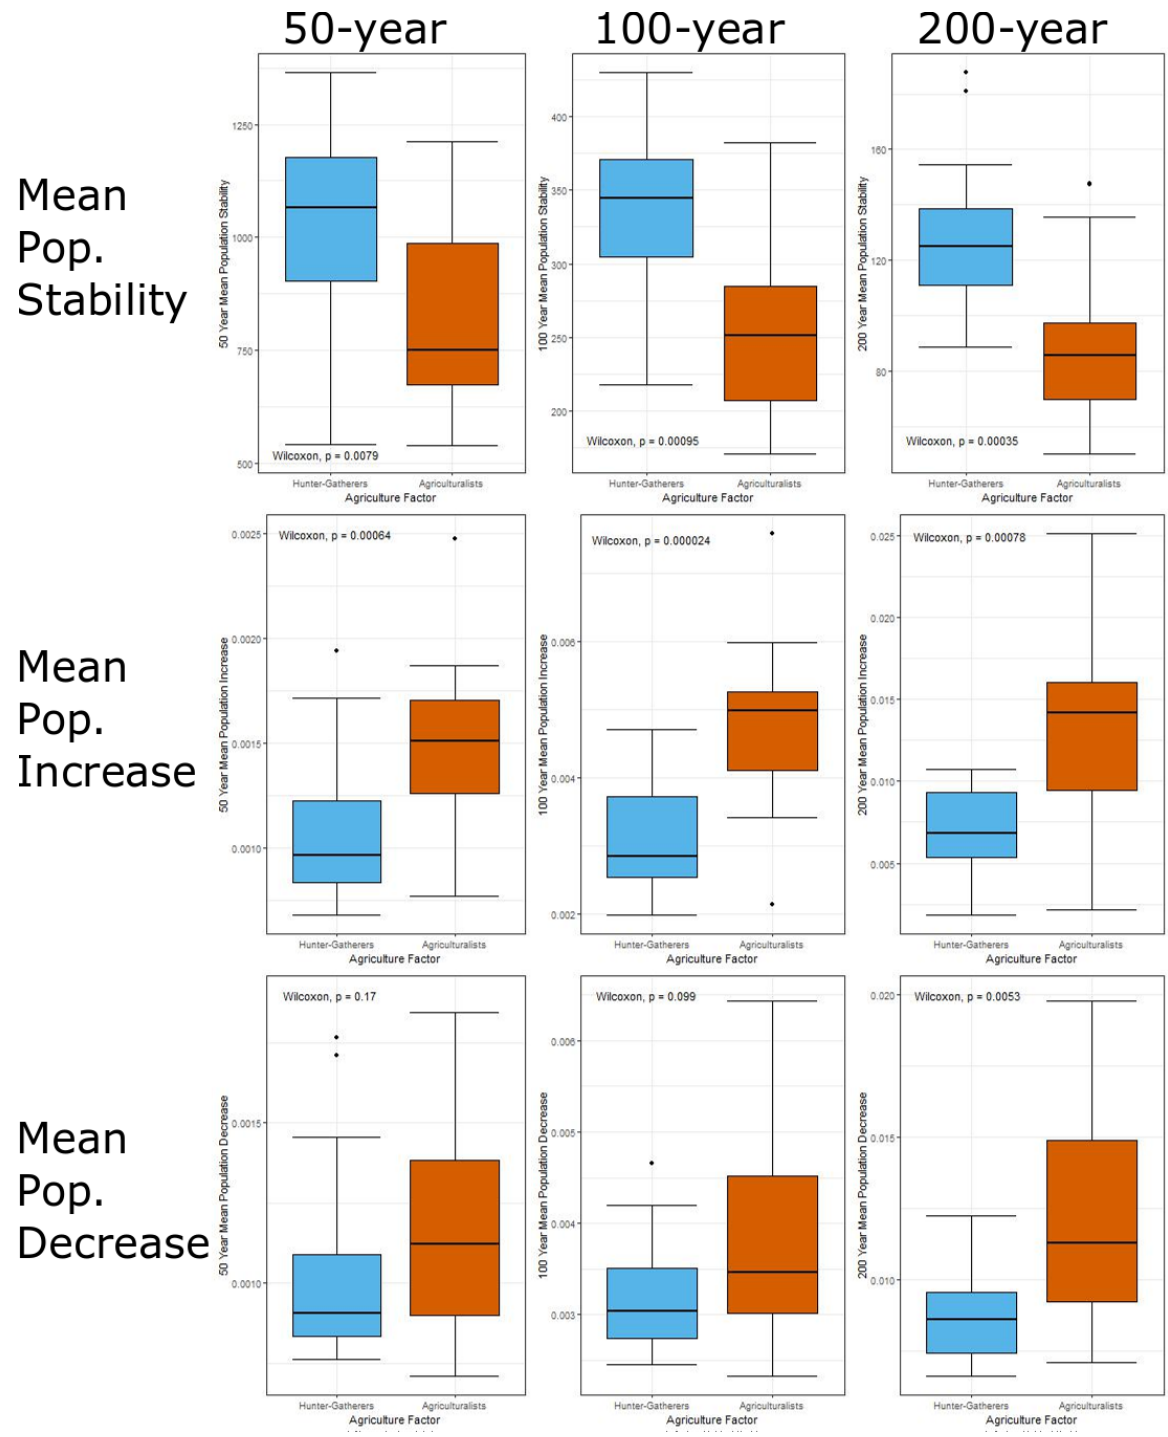 50-year 100-year 200-year
Mean
Pop.
Stability
50 Year Mean Population Stability
1250
1000
750
500
Wilcoxon, p = 0.0079
Hunter-Gatherers Agriculturalists
Agriculture Factor
100 Year Mean Population Stability
400
350
300
250
200
Wilcoxon, p = 0.00095
Hunter-Gatherers Agriculturalists
Agriculture Factor
200 Year Mean Population Stability
160
120
80
Wilcoxon, p = 0.00035
Hunter-Gatherers Agriculturalists
Agriculture Factor
Mean
Pop.
Increase
50 Year Mean Population Increase
0.0025
0.0020
0.0015
0.0010
Wilcoxon, p = 0.00064
Hunter-Gatherers Agriculturalists
Agriculture Factor
100 Year Mean Population Increase
0.006
0.004
0.002
Wilcoxon, p = 0.000024
Hunter-Gatherers Agriculturalists
Agriculture Factor
200 Year Mean Population Increase
0.025
0.020
0.015
0.010
0.005
Wilcoxon, p = 0.00078
Hunter-Gatherers Agriculturalists
Agriculture Factor
Mean
Pop.
Decrease
50 Year Mean Population Decrease
0.0015
0.0010
Wilcoxon, p = 0.17
Hunter-Gatherers Agriculturalists
Agriculture Factor
100 Year Mean Population Decrease
0.006
0.005
0.004
0.003
Wilcoxon, p = 0.099
Hunter-Gatherers Agriculturalists
Agriculture Factor
200 Year Mean Population Decrease
0.020
0.015
0.010
Wilcoxon, p = 0.0053
Hunter-Gatherers Agriculturalists
Agriculture Factor